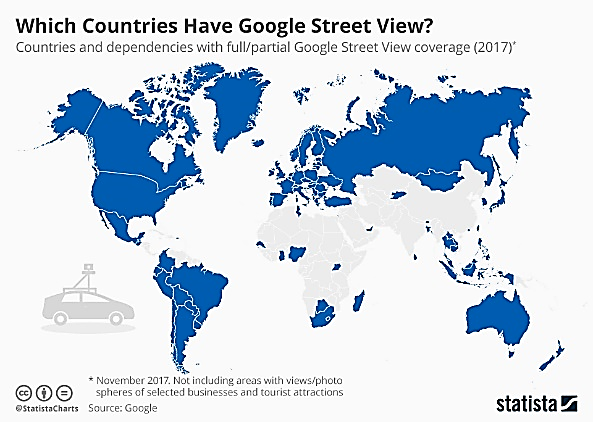 Which Countries Have Google Street View?
Countries and dependencies with full/partial Google Street View coverage (2017)*
* November 2017. Not including areas with views/photo
spheres of selected businesses and tourist attractions
@StatistaCharts Source: Google
statista